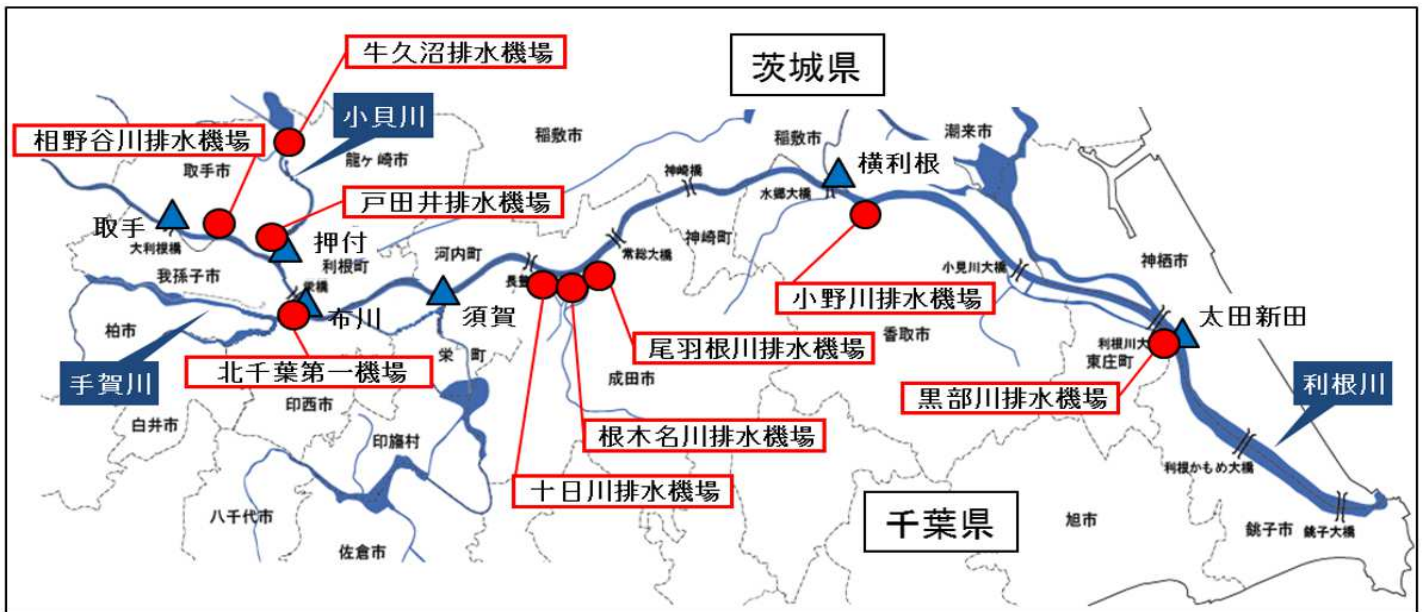 牛久沼排水機場
茨城県
小貝川
相野谷川排水機場
取手市
龍ヶ崎市
稲敷市
稲敷市
潮来市
神崎橋
水郷大橋
横利根
戸田井排水機場
取手
大利根橋
押付
我孫子市
利根町
河内町
神崎町
常総大橋
小見川大橋
神栖市
栄橋
長豊
小野川排水機場
布川
須賀
柏市
香取市
太田新田
利根川大
東庄町
尾羽根川排水機場
栄町
手賀川
北千葉第一機場
成田市
黒部川排水機場
利根川
白井市
印西市
印旛村
根木名川排水機場
利根かもめ大橋
十日川排水機場
八千代市
千葉県
旭市
銚子市
銚子大橋
佐倉市